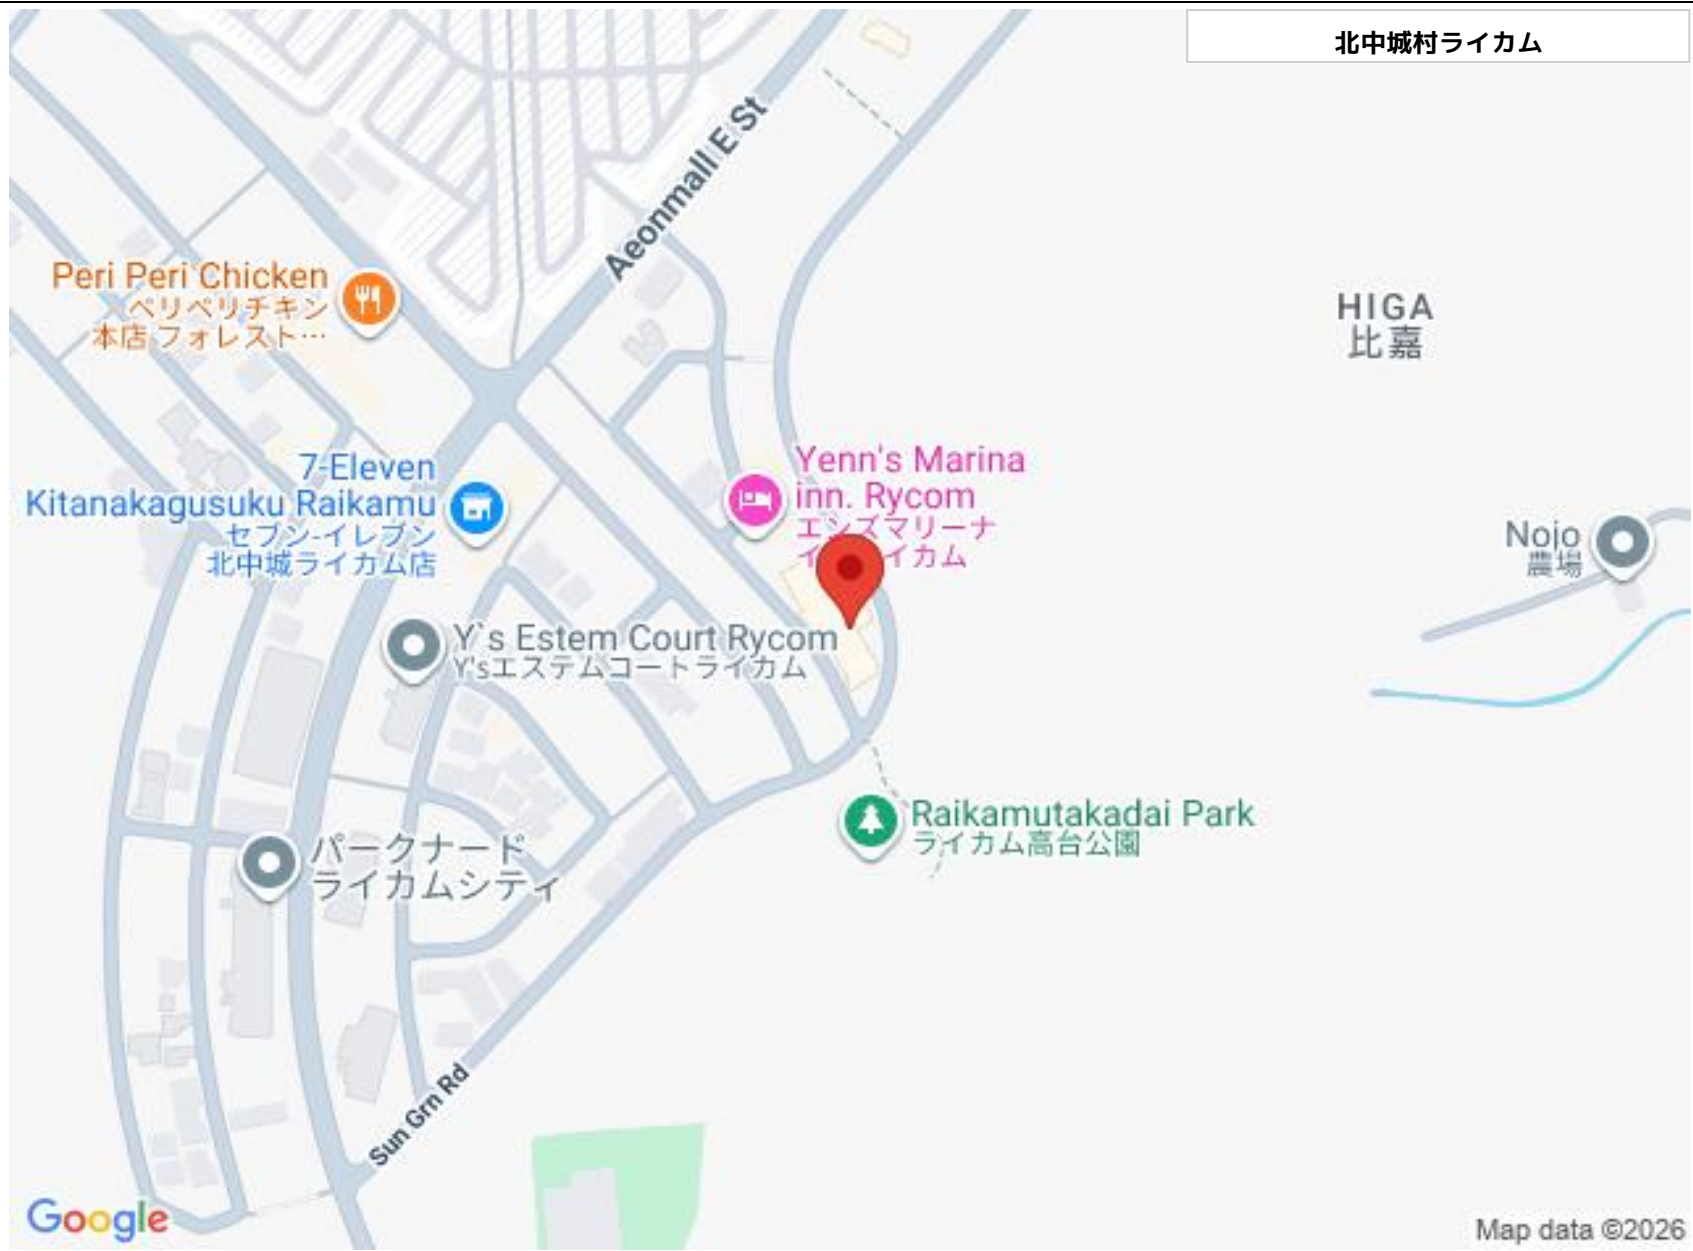 北中城村ライカム
Aeonmall E St
Peri Peri Chicken
ペリペリチキン
本店 フォレスト…
HIGA
比嘉
7-Eleven
Kitanakagusuku Raikamu
セブン-イレブン
北中城ライカム店
Yenn's Marina
inn. Rycom
エンズマリーナ
イカム
Nojo
農場
Y`s Estem Court Rycom
Y'sエステムコートライカム
Raikamutakadai Park
ライカム高台公園
パークナード
ライカムシティ
Sun Grn Rd
Google
Map data ©2026